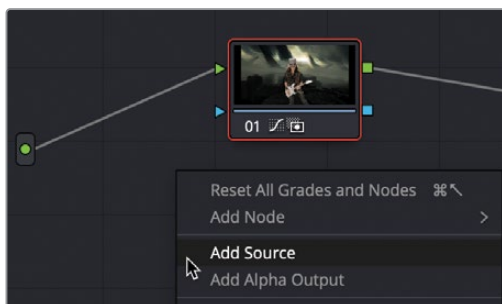 01
Reset All Grades and Nodes ⌘↖
Add Node >
Add Source
Add Alpha Output